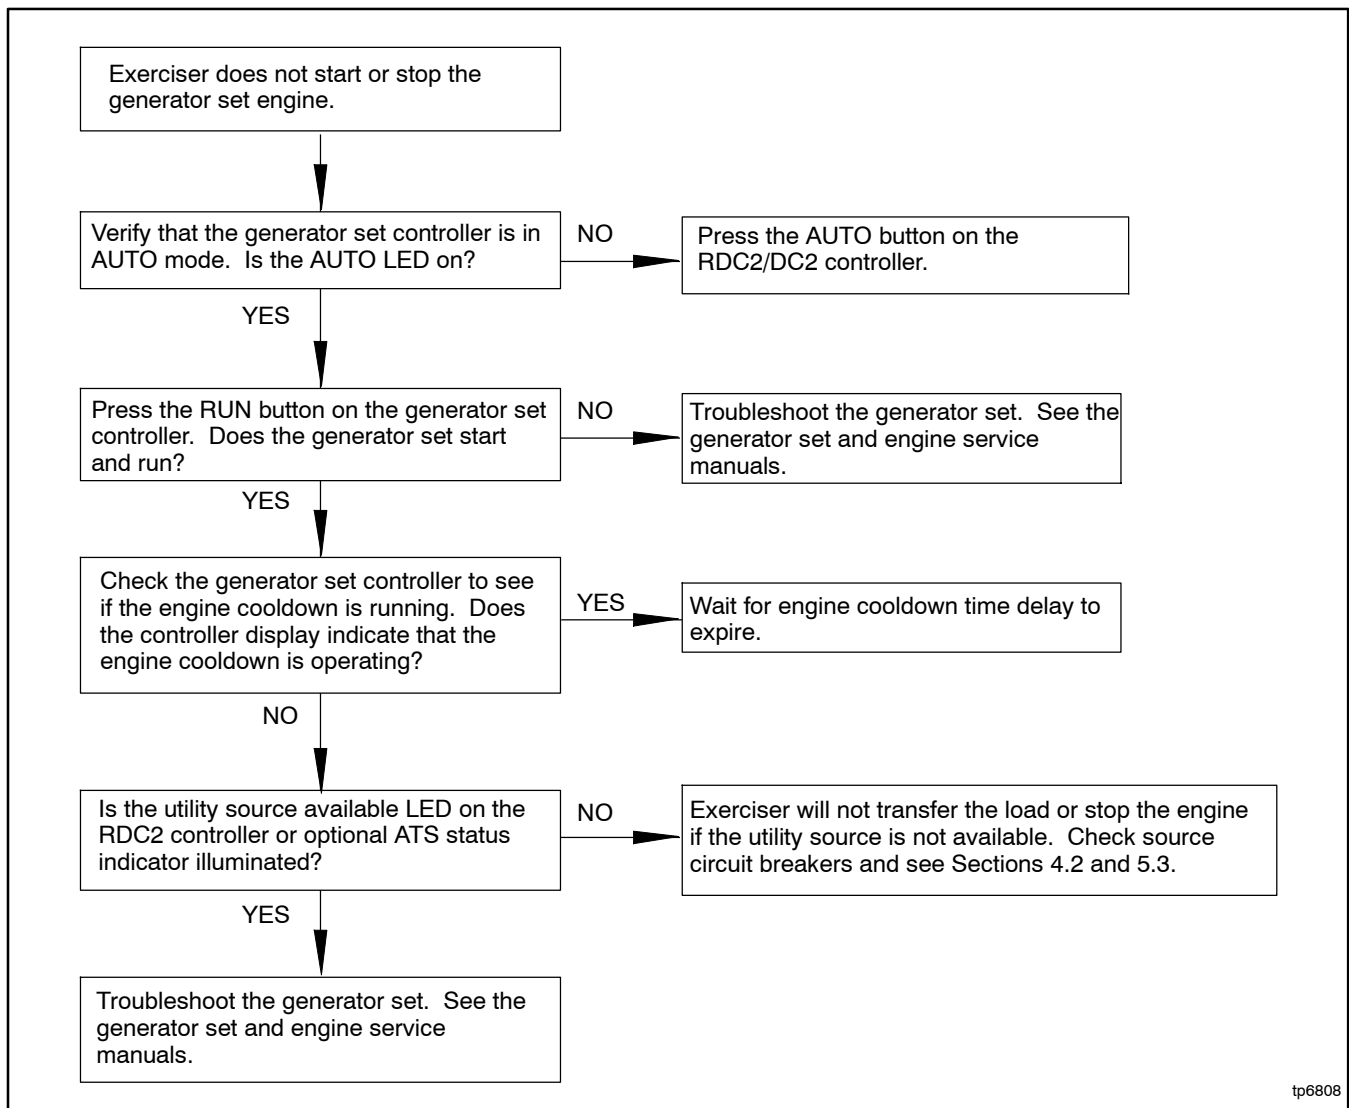 Exerciser does not start or stop the
generator set engine.
Verify that the generator set controller is in
AUTO mode.  Is the AUTO LED on?
NO
Press the AUTO button on the
RDC2/DC2 controller.
YES
Press the RUN button on the generator set
controller.  Does the generator set start
and run?
NO
Troubleshoot the generator set.  See the
generator set and engine service
manuals.
YES
Check the generator set controller to see
if the engine cooldown is running.  Does
the controller display indicate that the
engine cooldown is operating?
YES
Wait for engine cooldown time delay to
expire.
NO
Is the utility source available LED on the
RDC2 controller or optional ATS status
indicator illuminated?
NO
Exerciser will not transfer the load or stop the engine
if the utility source is not available.  Check source
circuit breakers and see Sections 4.2 and 5.3.
YES
Troubleshoot the generator set.  See the
generator set and engine service
manuals.
tp6808